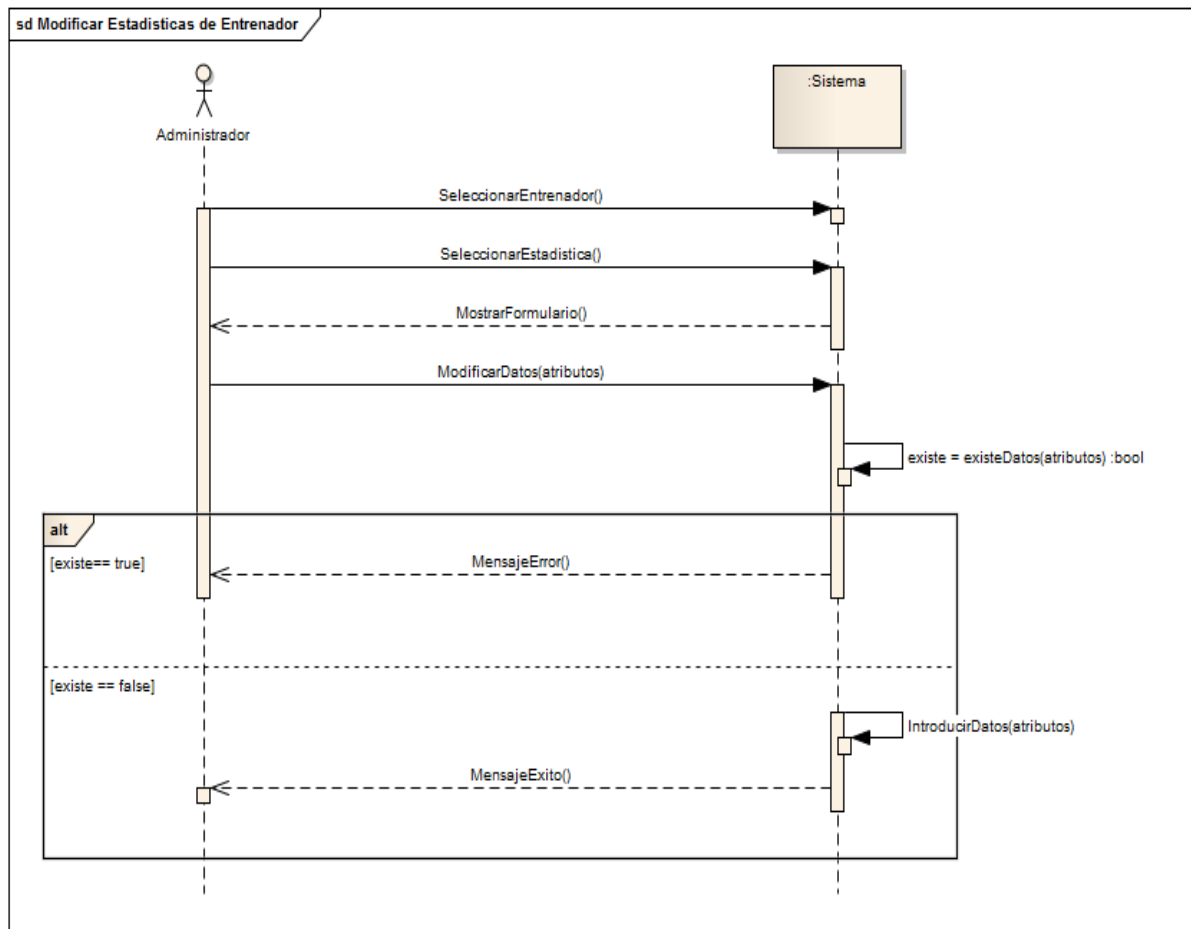 sd Modificar Estadisticas de Entrenador
:Sistema
Administrador
SeleccionarEntrenador()
SeleccionarEstadistica()
MostrarFormulario()
ModificarDatos(atributos)
existe = existeDatos(atributos) :bool
alt
[existe== true]
MensajeError()
[existe == false]
IntroducirDatos(atributos)
MensajeExito()